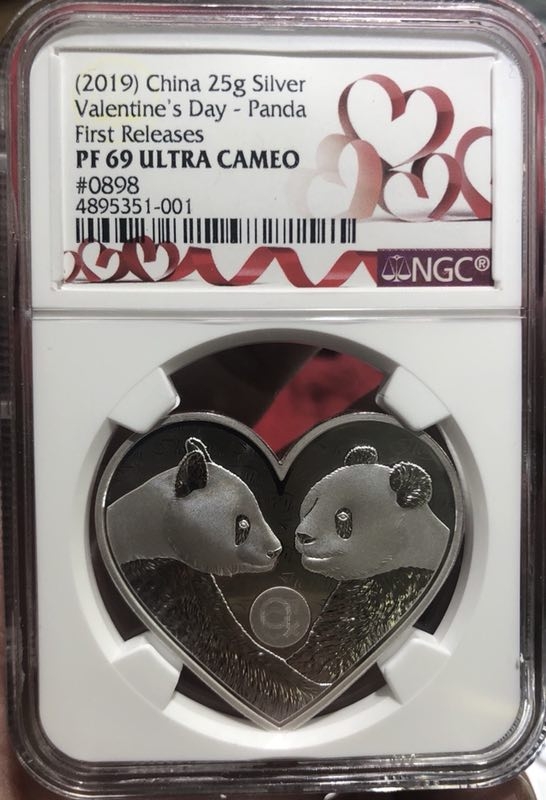 (2019) China 25g Silver
Valentine's Day - Panda
First Releases
PF 69 ULTRA CAMEO
#0898
4895351-001
NGC®